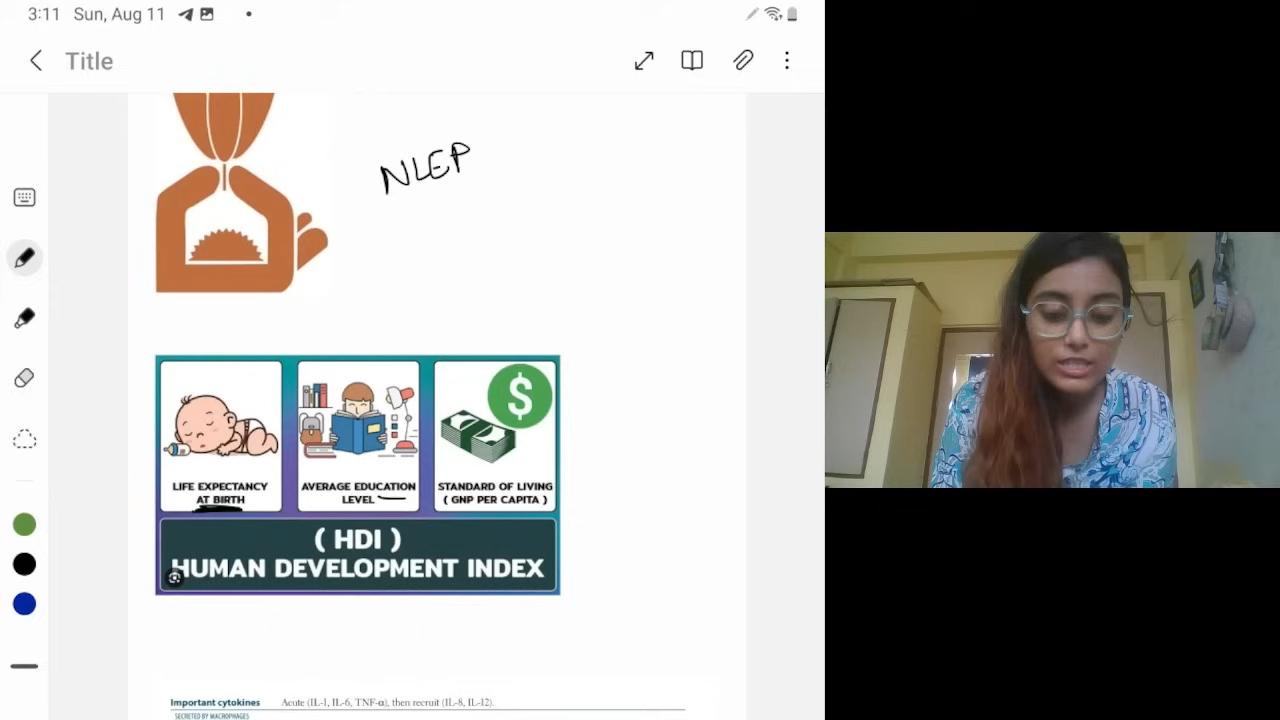 3:11 Sun, Aug 11
Title
NLEP
LIFE EXPECTANCY
AT BIRTH
AVERAGE EDUCATION
LEVEL
STANDARD OF LIVING
( GNP PER CAPITA )
( HDI )
HUMAN DEVELOPMENT INDEX
Important cytokines Acute (IL-1, IL-6, TNF-α), then recruit (IL-8, IL-12).
SECRETED BY MACROPHAGES